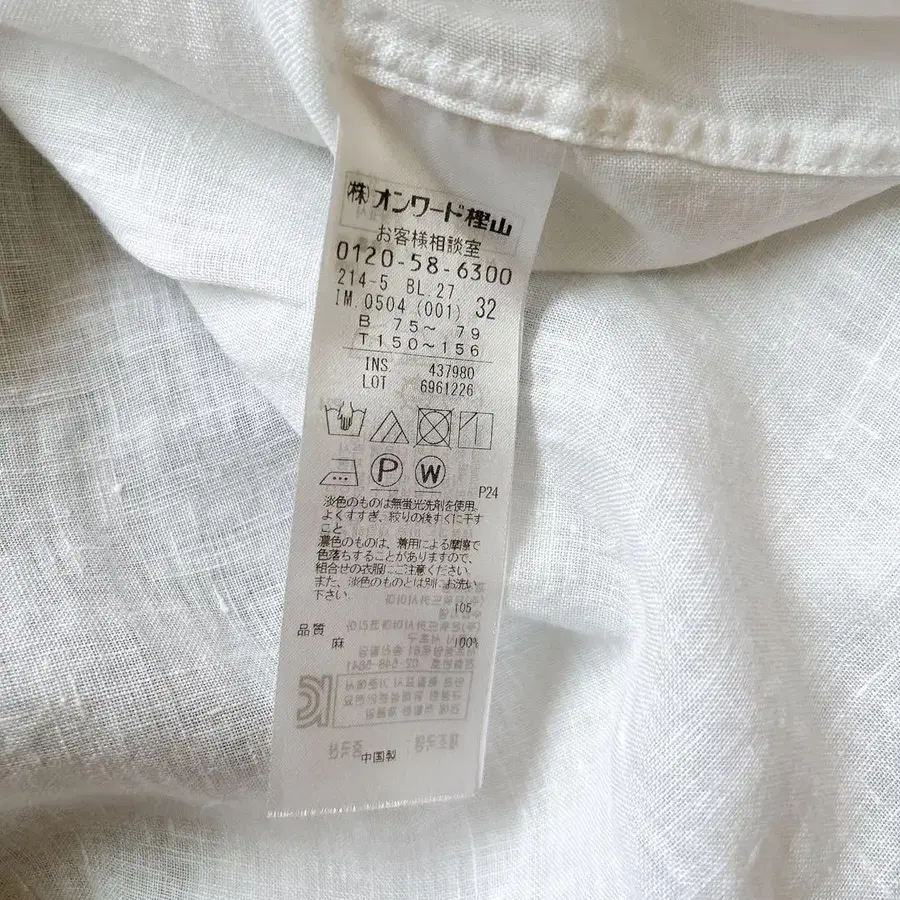 (株)オンワード樫山
お客様相談室
0120-58-6300
214-5 BL.27
IM.0504 (001) 32
B 75~ 79
T150~156
INS. 437980
LOT 6961226
P W
P24
淡色のものは無蛍光洗剤を使用。
よくすすぎ、絞りの後すぐに干す
こと
濃色のものは、着用による摩擦で
色落ちすることがありますので、
組合せの衣服にご注意ください。
また、淡色のものとは別にお洗い
下さい。
105
品質
麻 100%
中国製